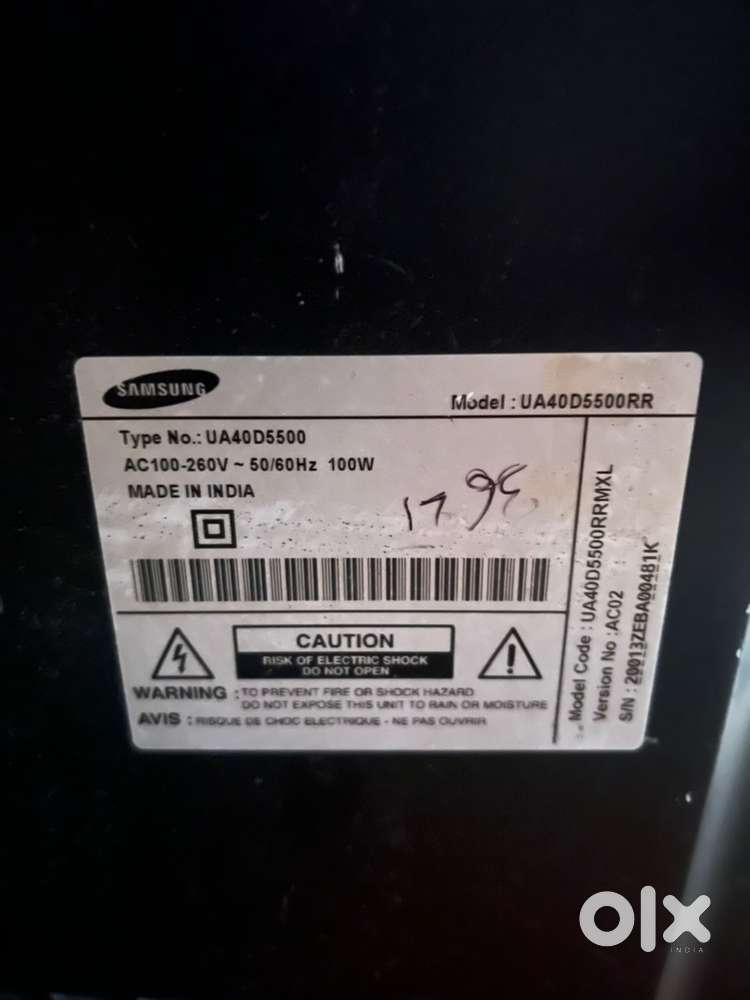 SAMSUNG
Model : UA40D5500RR
Type No.: UA40D5500
AC100-260V ~ 50/60Hz 100W
MADE IN INDIA
CAUTION
RISK OF ELECTRIC SHOCK
DO NOT OPEN
WARNING : TO PREVENT FIRE OR SHOCK HAZARD
DO NOT EXPOSE THIS UNIT TO RAIN OR MOISTURE
AVIS : RISQUE DE CHOC ELECTRIQUE - NE PAS OUVRIR
Model Code : UA40D5500RRMXL
Version No :AC02
S/N : 20013ZEBA00481K
olx
INDIA